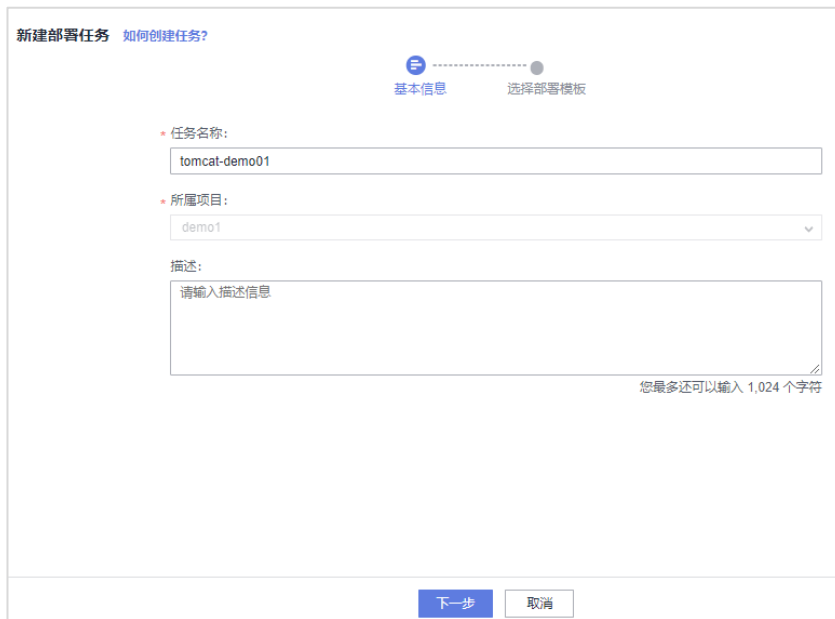 新建部署任务 如何创建任务?
基本信息 选择部署模板
* 任务名称:
tomcat-demo01
* 所属项目:
demo1
描述:
请输入描述信息
您最多还可以输入 1,024 个字符
下一步 取消